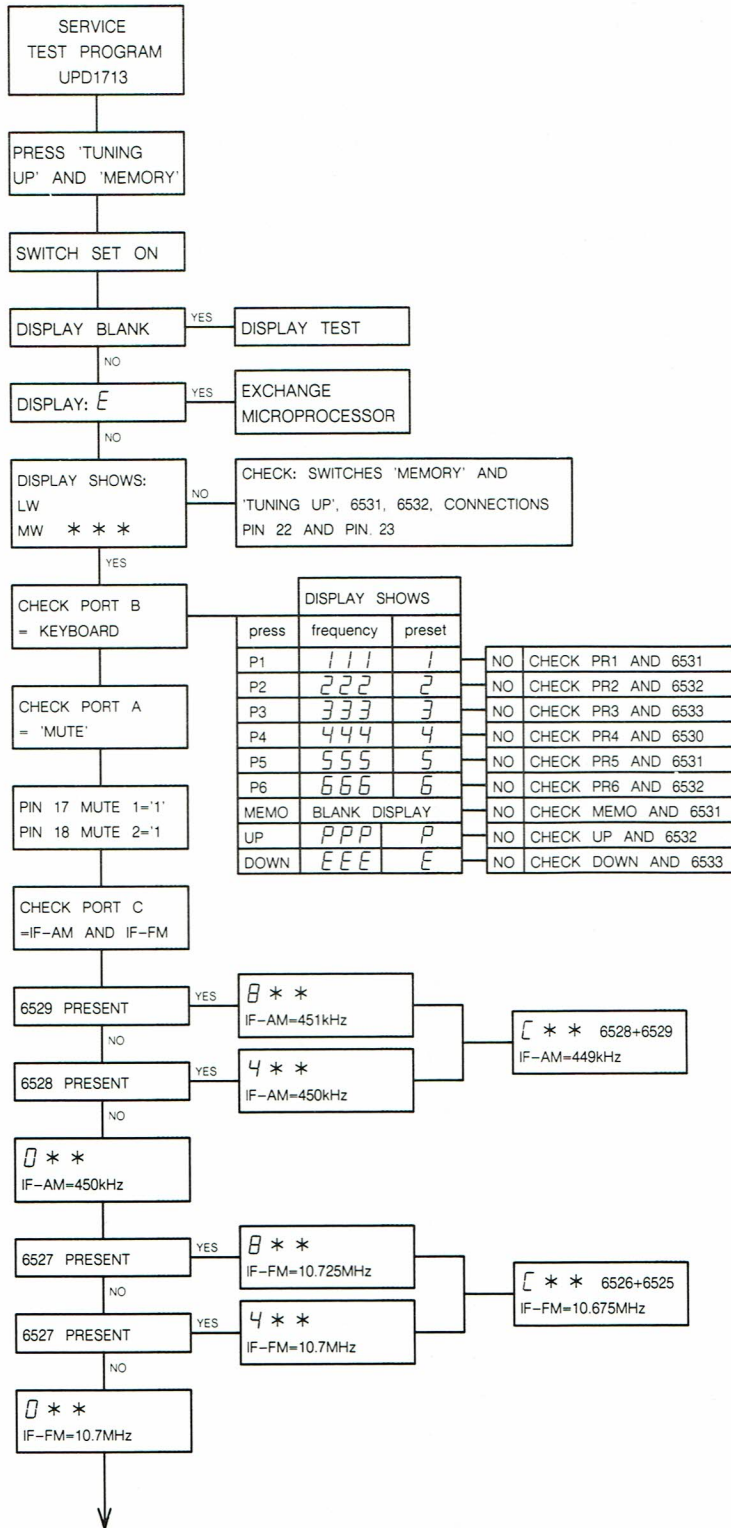 SERVICE
TEST PROGRAM
UPD1713
PRESS 'TUNING
UP' AND 'MEMORY'
SWITCH SET ON
DISPLAY BLANK
YES
DISPLAY TEST
NO
DISPLAY: E
YES
EXCHANGE
MICROPROCESSOR
NO
DISPLAY SHOWS:
LW
MW * * *
NO
CHECK: SWITCHES 'MEMORY' AND
'TUNING UP', 6531, 6532, CONNECTIONS
PIN 22 AND PIN. 23
YES
CHECK PORT B
= KEYBOARD
DISPLAY SHOWS
press frequency preset
P1 111 1 NO CHECK PR1 AND 6531
P2 222 2 NO CHECK PR2 AND 6532
P3 333 3 NO CHECK PR3 AND 6533
P4 444 4 NO CHECK PR4 AND 6530
P5 555 5 NO CHECK PR5 AND 6531
P6 666 6 NO CHECK PR6 AND 6532
MEMO BLANK DISPLAY NO CHECK MEMO AND 6531
UP PPP P NO CHECK UP AND 6532
DOWN EEE E NO CHECK DOWN AND 6533
CHECK PORT A
= 'MUTE'
PIN 17 MUTE 1='1'
PIN 18 MUTE 2='1
CHECK PORT C
=IF-AM AND IF-FM
6529 PRESENT
YES
8 * *
IF-AM=451kHz
NO
6528 PRESENT
YES
4 * *
IF-AM=450kHz
[ * * 6528+6529
IF-AM=449kHz
NO
0 * *
IF-AM=450kHz
6527 PRESENT
YES
8 * *
IF-FM=10.725MHz
NO
6527 PRESENT
YES
4 * *
IF-FM=10.7MHz
[ * * 6526+6525
IF-FM=10.675MHz
NO
0 * *
IF-FM=10.7MHz